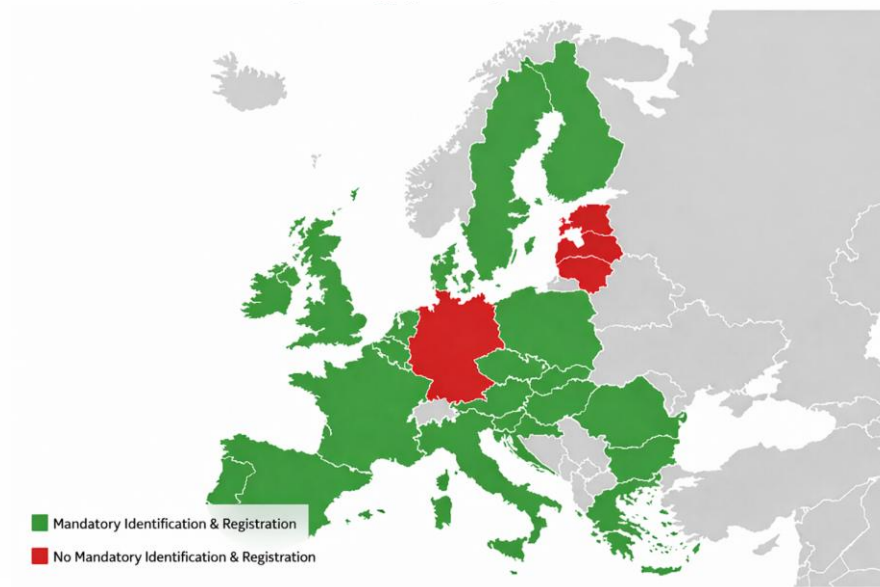 Mandatory Identification & Registration
No Mandatory Identification & Registration